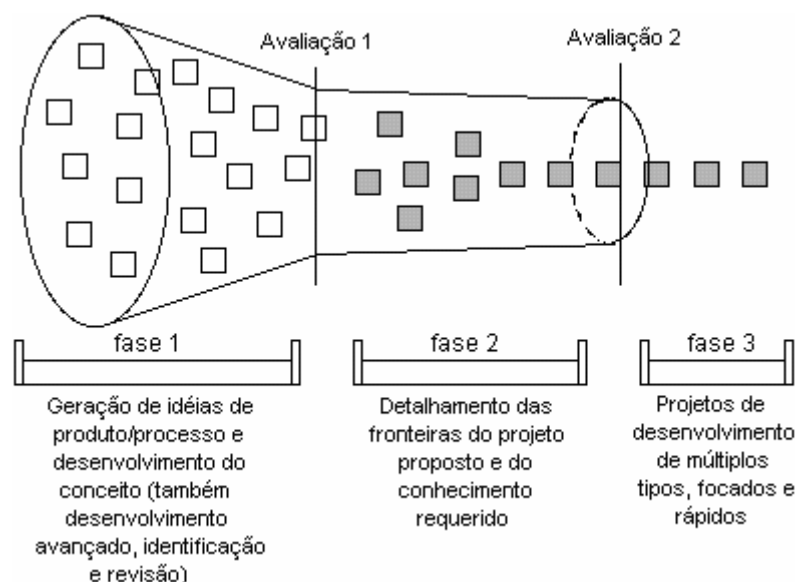 Avaliação 1
Avaliação 2
fase 1
fase 2
fase 3
Geração de idéias de
produto/processo e
desenvolvimento do
conceito (também
desenvolvimento
avançado, identificação
e revisão)
Detalhamento das
fronteiras do projeto
proposto e do
conhecimento
requerido
Projetos de
desenvolvimento
de múltiplos
tipos, focados e
rápidos